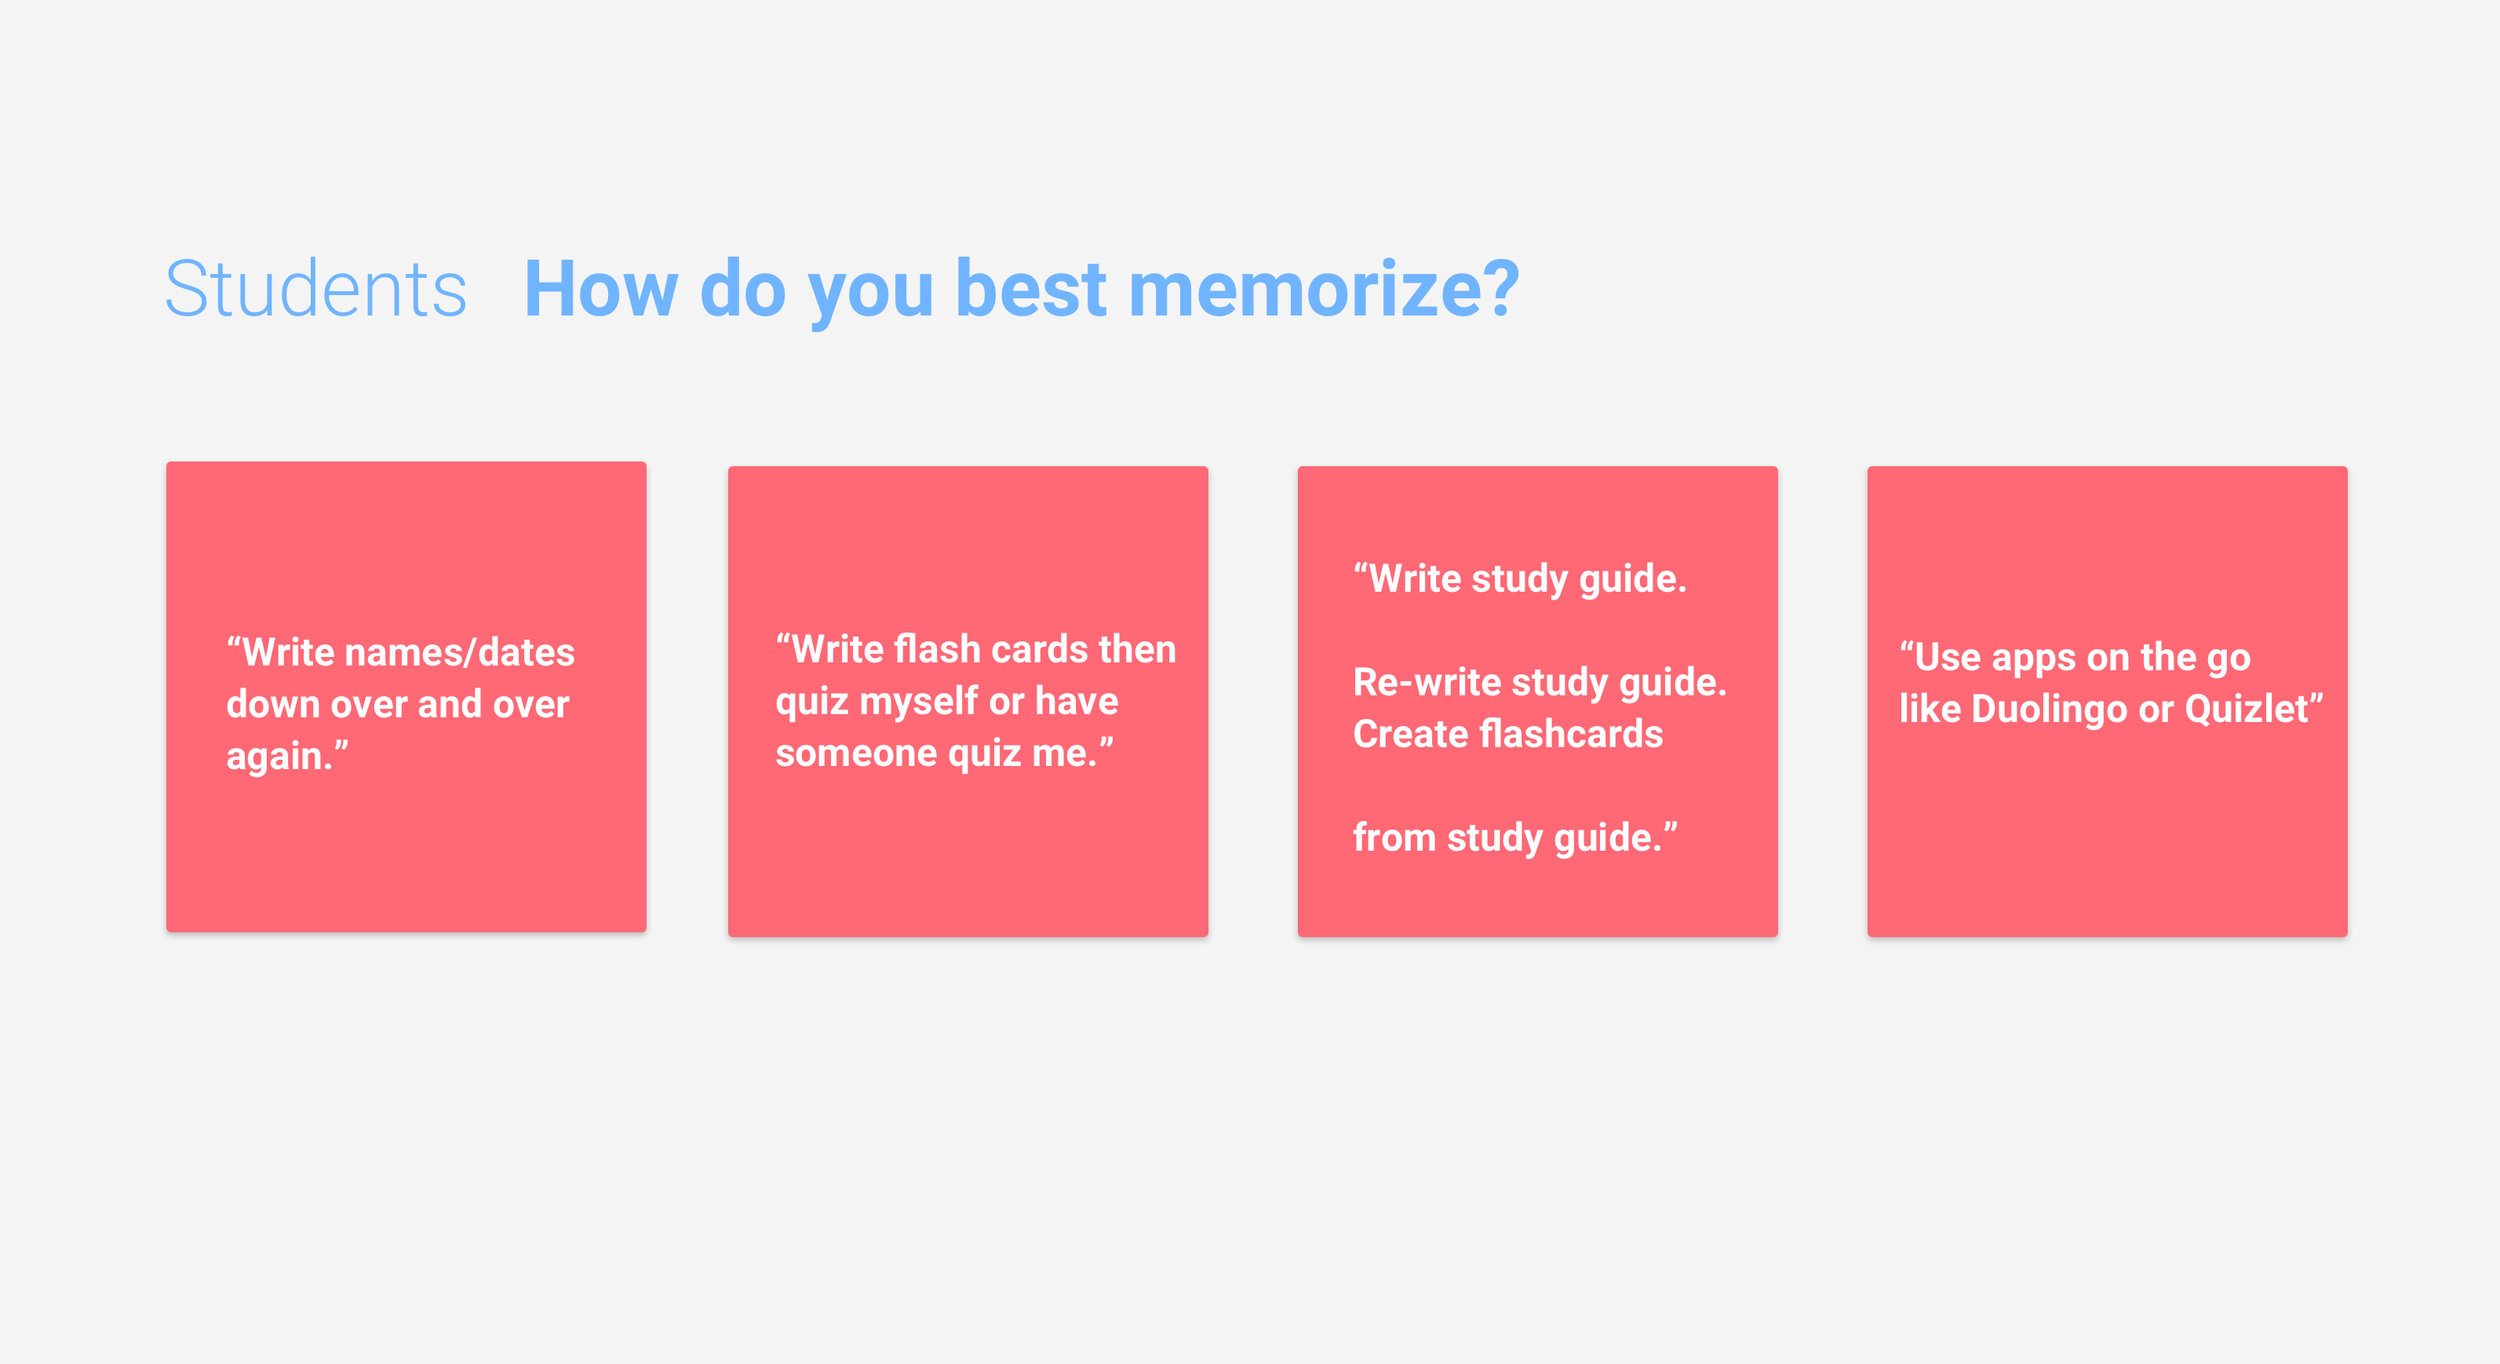 Students How do you best memorize?
“Write names/dates
down over and over
again.”
“Write flash cards then
quiz myself or have
someone quiz me.”
“Write study guide.
Re-write study guide.
Create flashcards
from study guide.”
“Use apps on the go
like Duolingo or Quizlet”